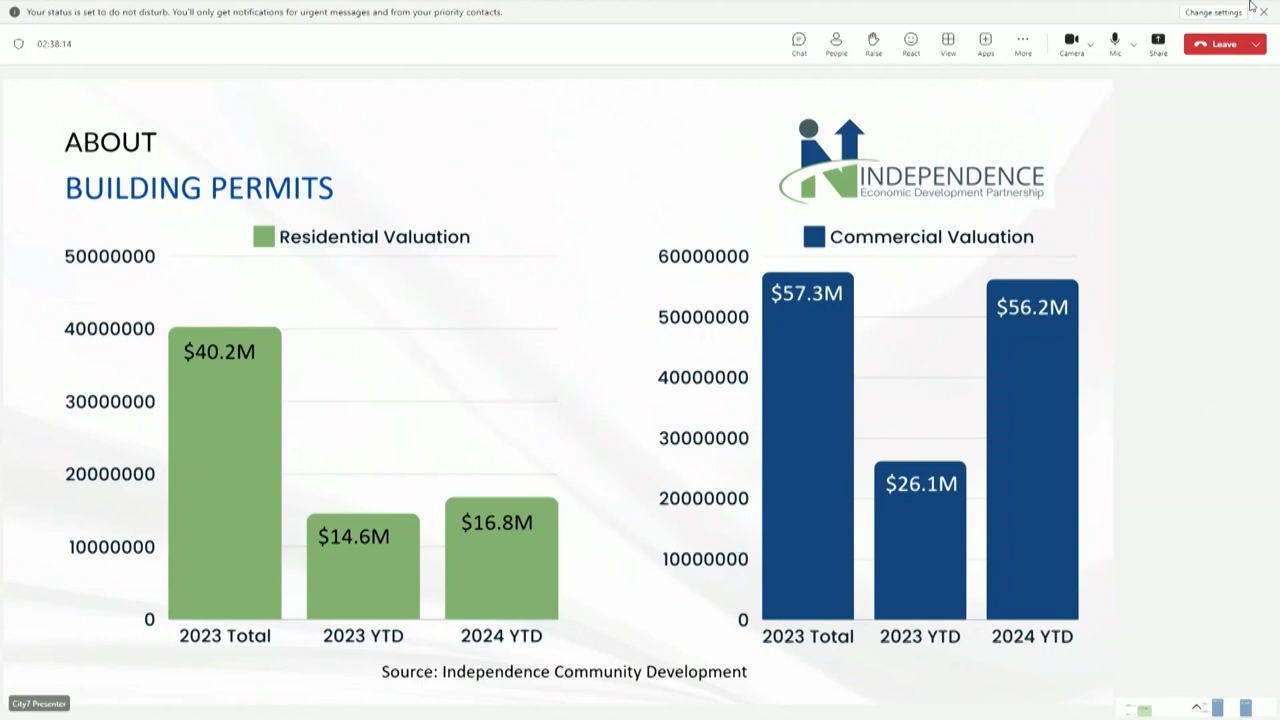 Your status is set to do not disturb. You'll only get notifications for urgent messages and from your priority contacts.
Change settings
02:38:14
Chat
People
Raise
React
View
Apps
More
Camera
Mic
Share
Leave
ABOUT
BUILDING PERMITS
INDEPENDENCE
Economic Development Partnership
Residential Valuation
50000000
40000000
30000000
20000000
10000000
0
$40.2M
$14.6M
$16.8M
2023 Total
2023 YTD
2024 YTD
Commercial Valuation
60000000
50000000
40000000
30000000
20000000
10000000
0
$57.3M
$26.1M
$56.2M
2023 Total
2023 YTD
2024 YTD
Source: Independence Community Development
City7 Presenter